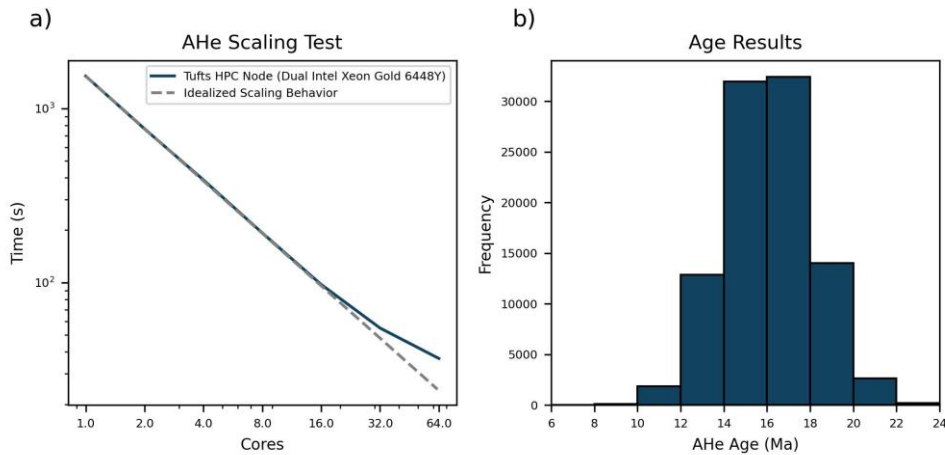 a)
AHe Scaling Test
Tufts HPC Node (Dual Intel Xeon Gold 6448Y)
Idealized Scaling Behavior
10³
10²
Time (s)
1.0 2.0 4.0 8.0 16.0 32.0 64.0
Cores
b)
Age Results
30000
25000
20000
15000
10000
5000
0
Frequency
6 8 10 12 14 16 18 20 22 24
AHe Age (Ma)